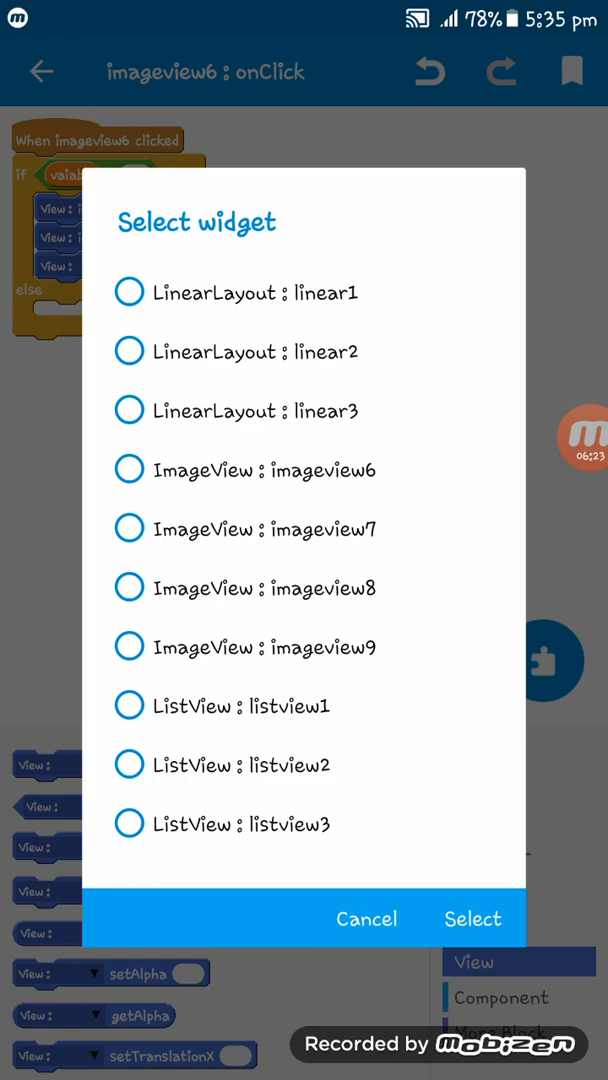 78% 5:35 pm
imageview6 : onClick
When imageview6 clicked
if
View :
View :
View :
else
Select widget
LinearLayout : linear1
LinearLayout : linear2
LinearLayout : linear3
ImageView : imageview6
ImageView : imageview7
ImageView : imageview8
ImageView : imageview9
ListView : listview1
ListView : listview2
ListView : listview3
Cancel Select
06:23
View :
View :
View :
View :
View :
View : setAlpha
View : getAlpha
View : setTranslationX
View
Component
More Block
Recorded by mobizen